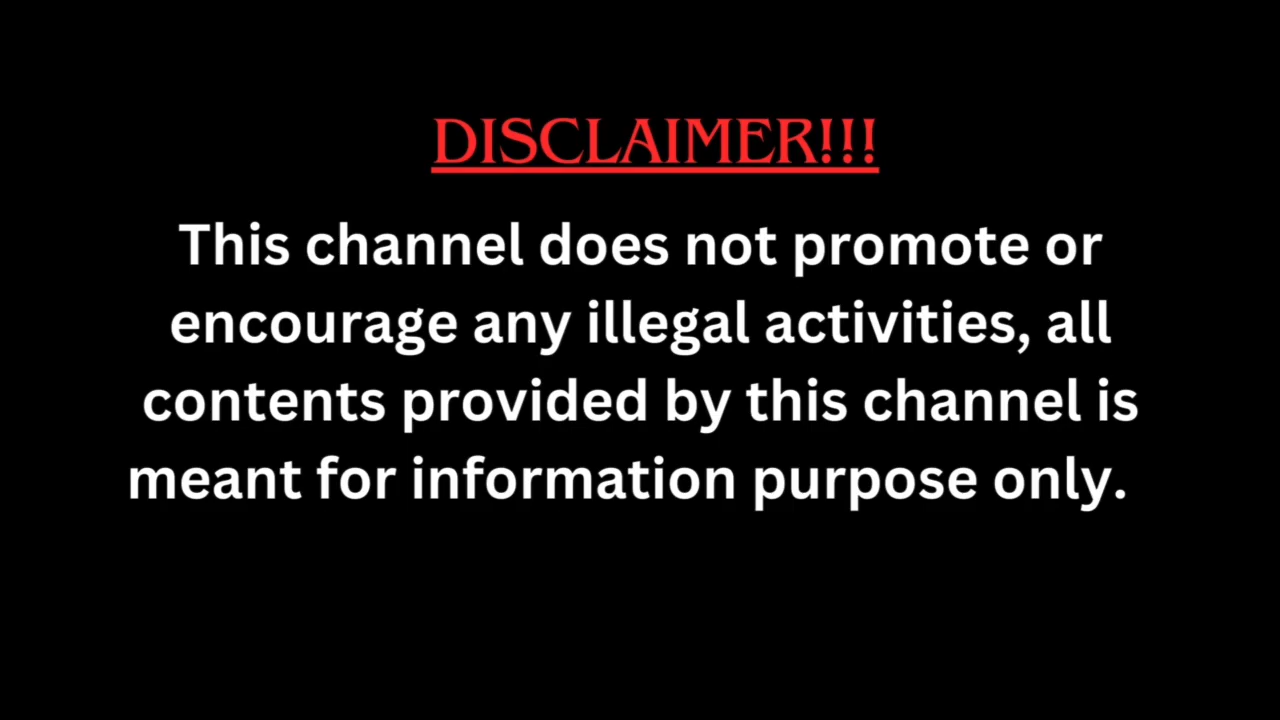 DISCLAIMER!!!
This channel does not promote or
encourage any illegal activities, all
contents provided by this channel is
meant for information purpose only.